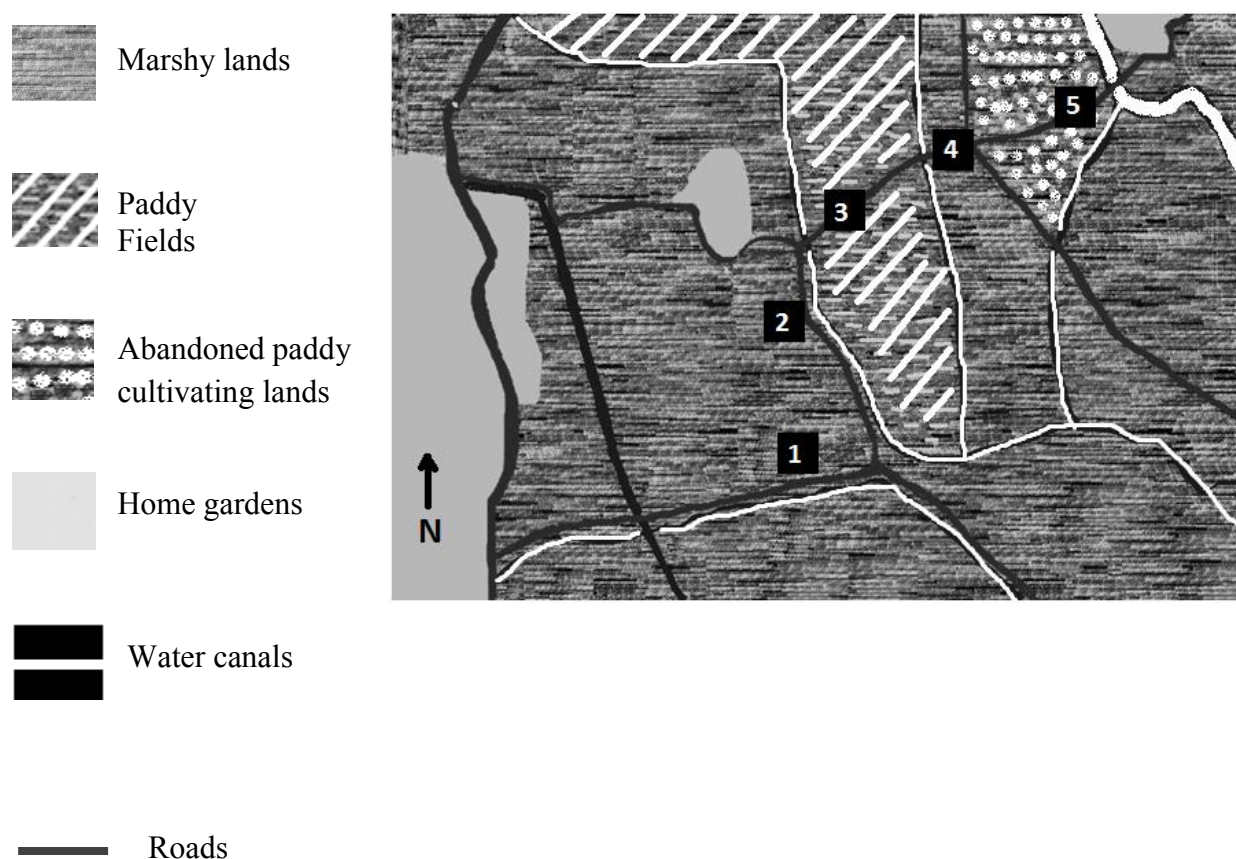 Marshy lands
Paddy
Fields
Abandoned paddy
cultivating lands
Home gardens
Water canals
Roads
5
4
3
2
1
N